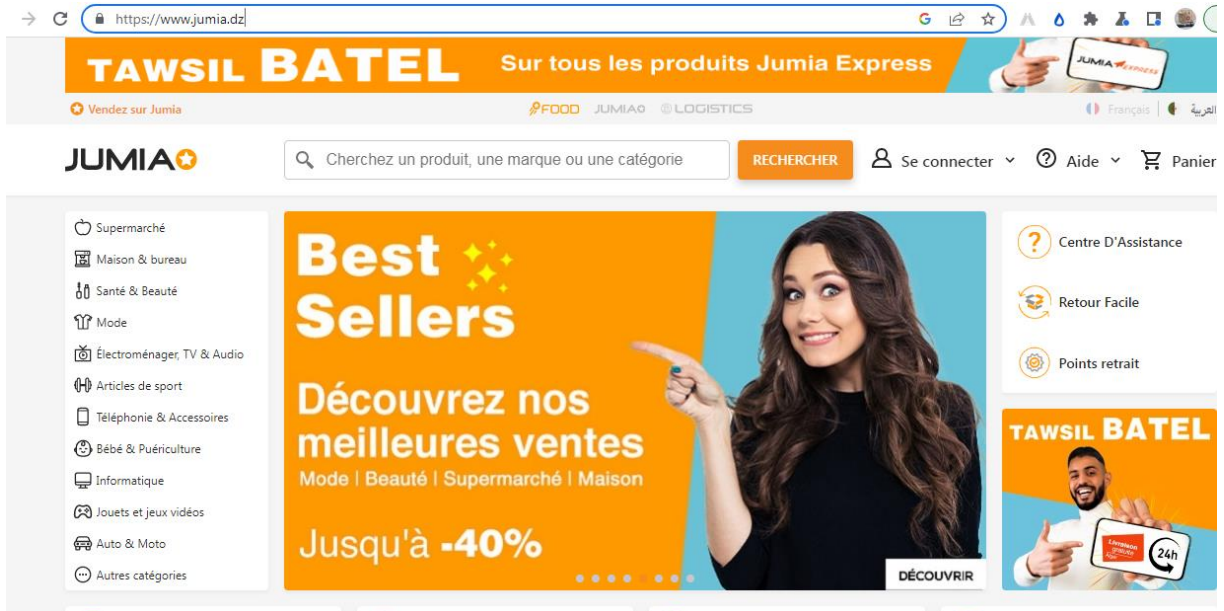 https://www.jumia.dz
TAWSIL BATEL Sur tous les produits Jumia Express
JUMIA EXPRESS
Vendez sur Jumia
FOOD JUMIA LOGISTICS
Français العربية
JUMIA
Cherchez un produit, une marque ou une catégorie
RECHERCHER
Se connecter
Aide
Panier
Supermarché
Maison & bureau
Santé & Beauté
Mode
Électroménager, TV & Audio
Articles de sport
Téléphonie & Accessoires
Bébé & Puériculture
Informatique
Jouets et jeux vidéos
Auto & Moto
Autres catégories
Best
Sellers
Découvrez nos
meilleures ventes
Mode | Beauté | Supermarché | Maison
Jusqu'à -40%
DÉCOUVRIR
Centre D'Assistance
Retour Facile
Points retrait
TAWSIL BATEL
Livraison
gratuite
24h